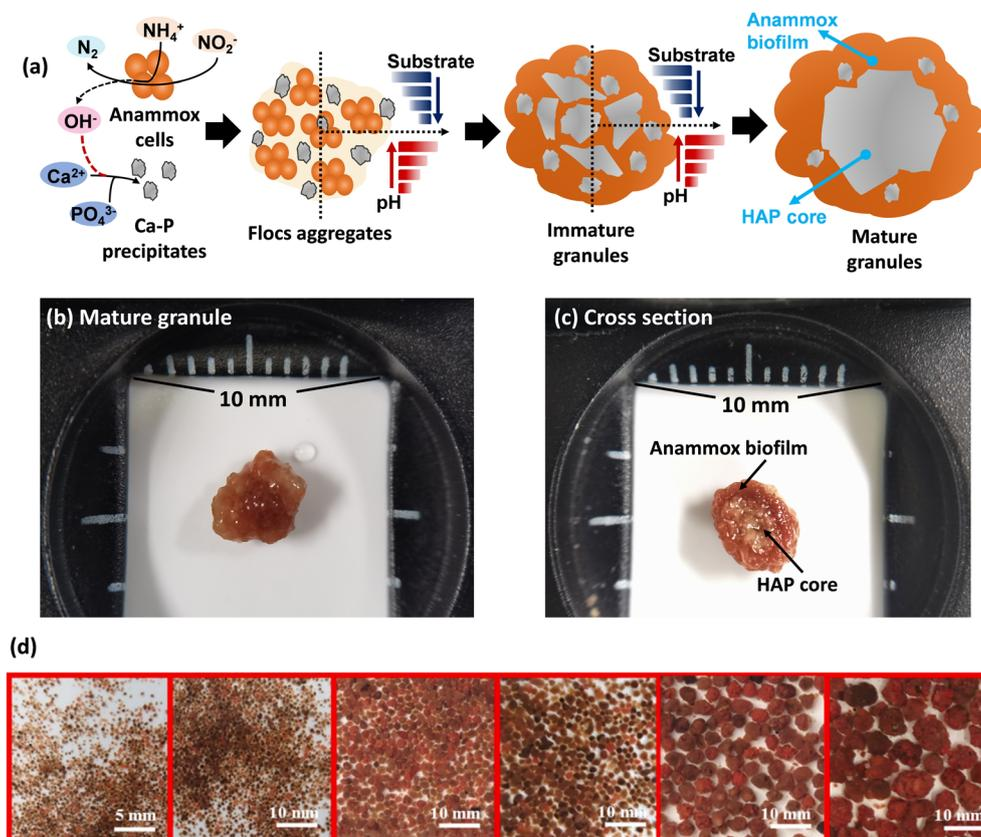 (a)
N₂
NH₄⁺
NO₂⁻
OH⁻
Anammox
cells
Ca²⁺
PO₄³⁻
Ca-P
precipitates
Substrate
pH
Flocs aggregates
Substrate
pH
Immature
granules
Anammox
biofilm
HAP core
Mature
granules
(b) Mature granule
10 mm
(c) Cross section
10 mm
Anammox biofilm
HAP core
(d)
5 mm
10 mm
10 mm
10 mm
10 mm
10 mm